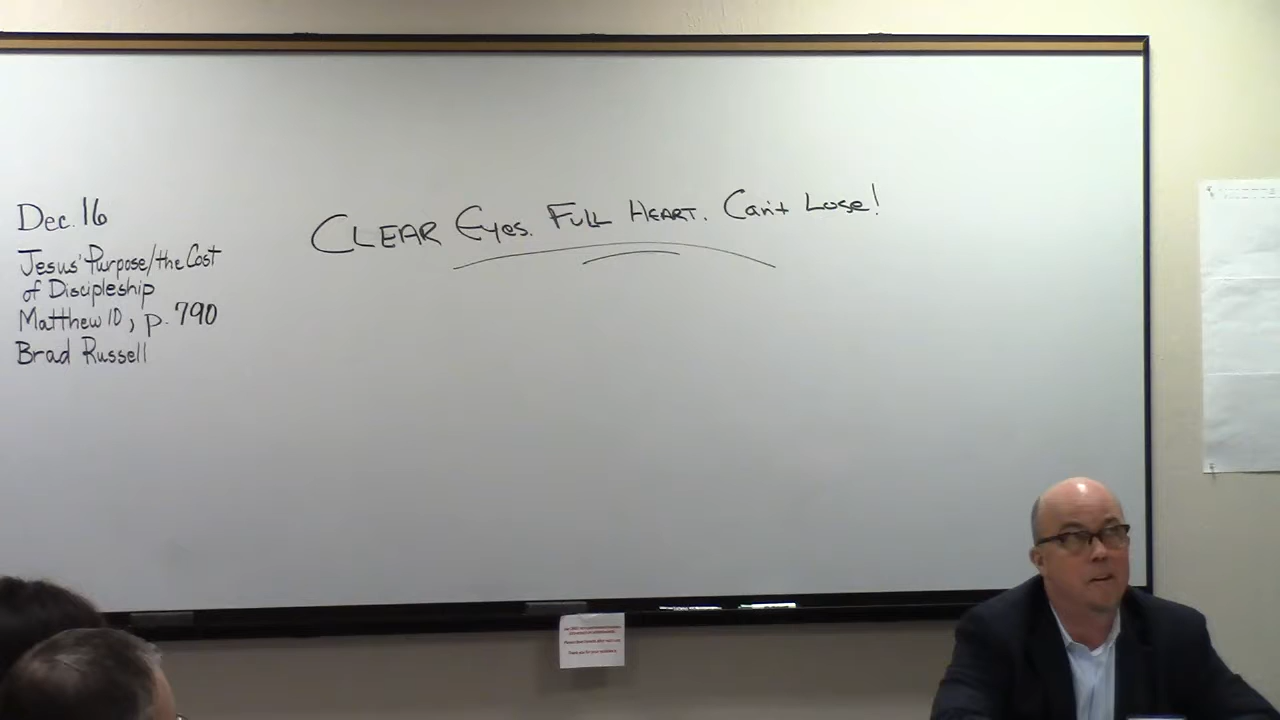 Dec. 16
Jesus' Purpose/the Cost
of Discipleship
Matthew 10, p. 790
Brad Russell
CLEAR Eyes. FULL HEART. Can't Lose!